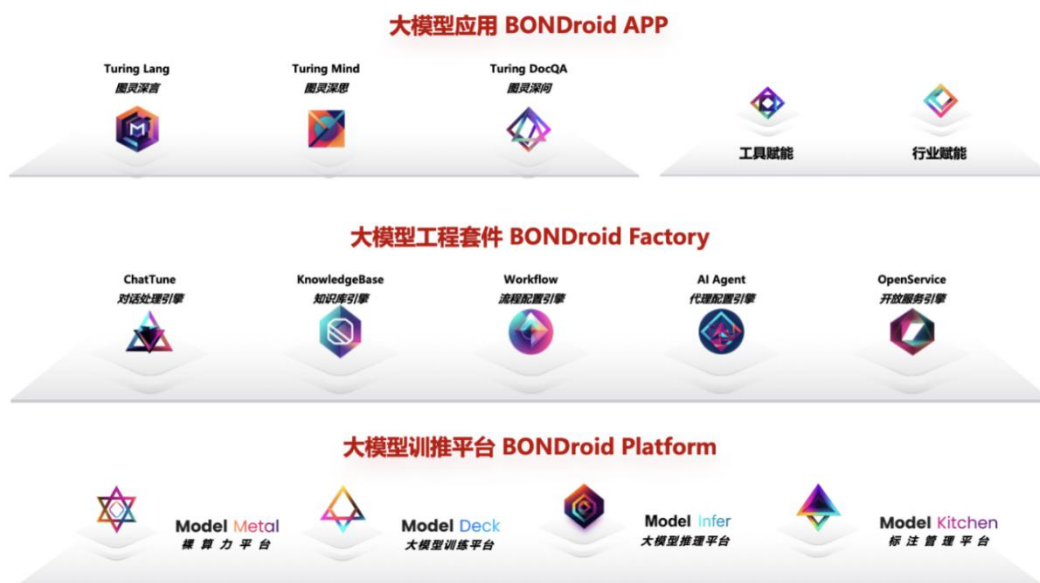 大模型应用 BONDroid APP
Turing Lang
图灵深言
Turing Mind
图灵深思
Turing DocQA
图灵深问
M
工具赋能
行业赋能
大模型工程套件 BONDroid Factory
ChatTune
对话处理引擎
KnowledgeBase
知识库引擎
Workflow
流程配置引擎
AI Agent
代理配置引擎
OpenService
开放服务引擎
大模型训推平台 BONDroid Platform
Model Metal
裸算力平台
Model Deck
大模型训练平台
Model Infer
大模型推理平台
Model Kitchen
标注管理平台